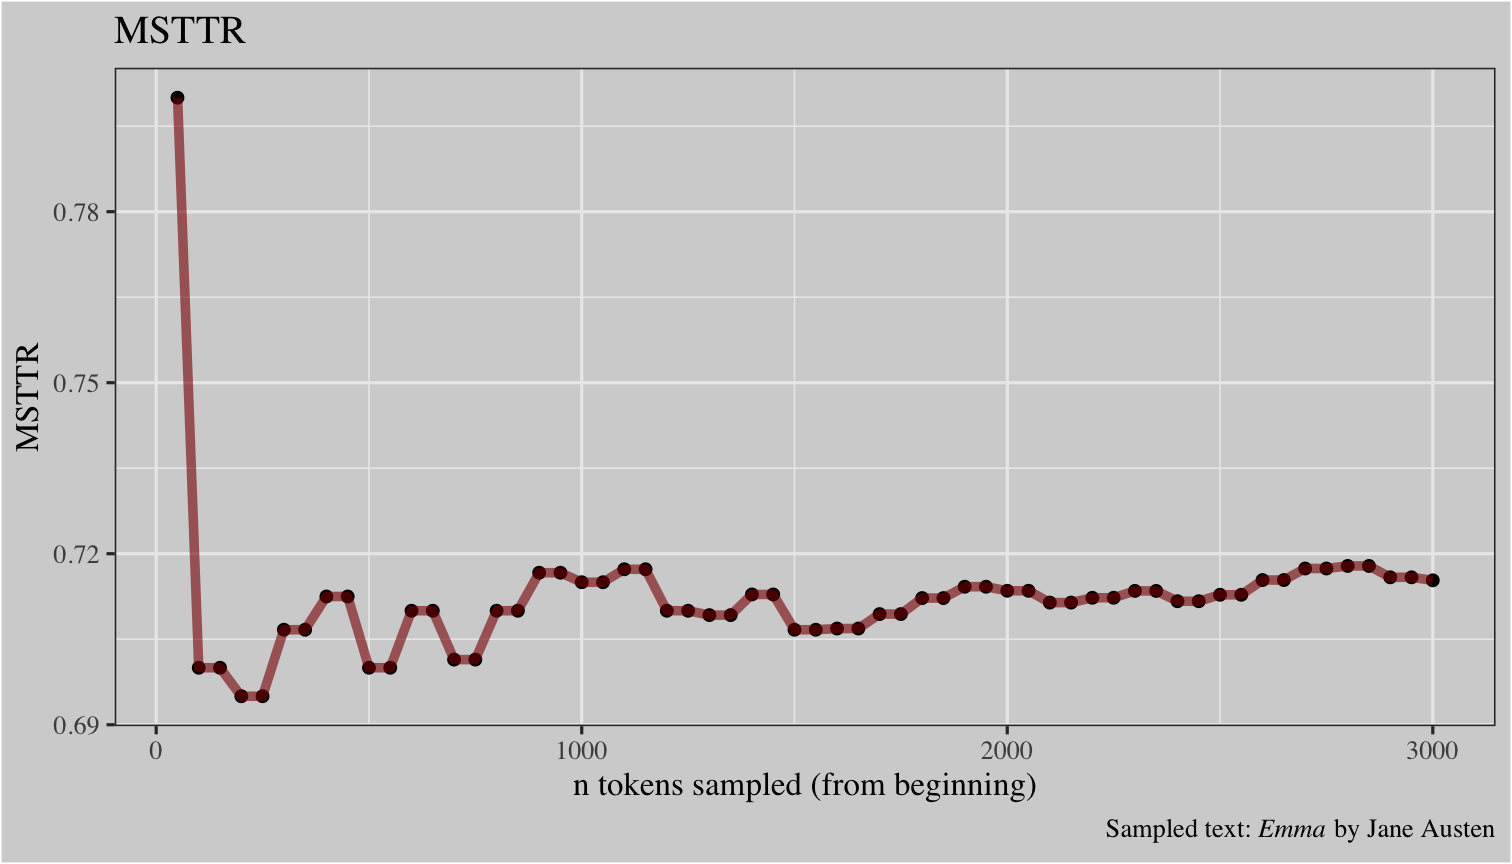 MSTTR
MSTTR
0.78
0.75
0.72
0.69
0 1000 2000 3000
n tokens sampled (from beginning)
Sampled text: Emma by Jane Austen